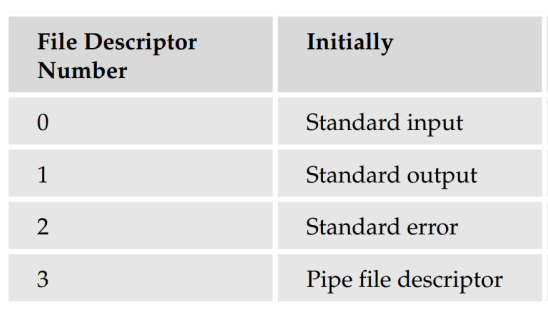 File Descriptor Initially
Number
0 Standard input
1 Standard output
2 Standard error
3 Pipe file descriptor